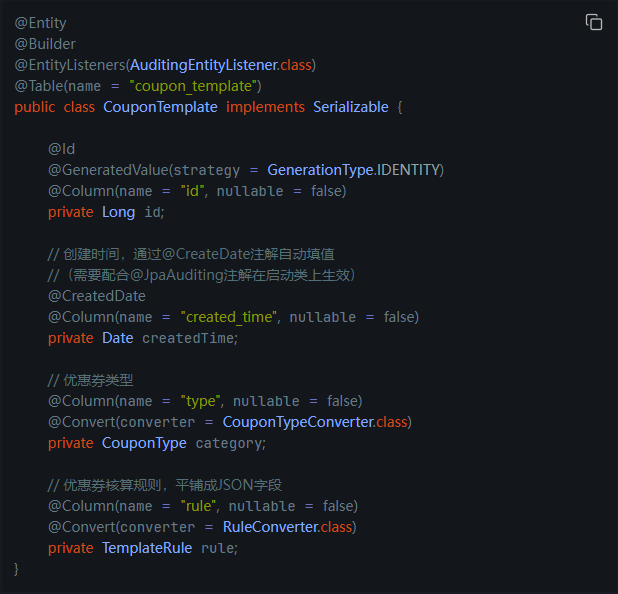 @Entity
@Builder
@EntityListeners(AuditingEntityListener.class)
@Table(name = "coupon_template")
public class CouponTemplate implements Serializable {
@Id
@GeneratedValue(strategy = GenerationType.IDENTITY)
@Column(name = "id", nullable = false)
private Long id;
// 创建时间，通过@CreateDate注解自动填值
//（需要配合@JpaAuditing注解在启动类上生效）
@CreatedDate
@Column(name = "created_time", nullable = false)
private Date createdTime;
// 优惠券类型
@Column(name = "type", nullable = false)
@Convert(converter = CouponTypeConverter.class)
private CouponType category;
// 优惠券核算规则，平铺成JSON字段
@Column(name = "rule", nullable = false)
@Convert(converter = RuleConverter.class)
private TemplateRule rule;
}